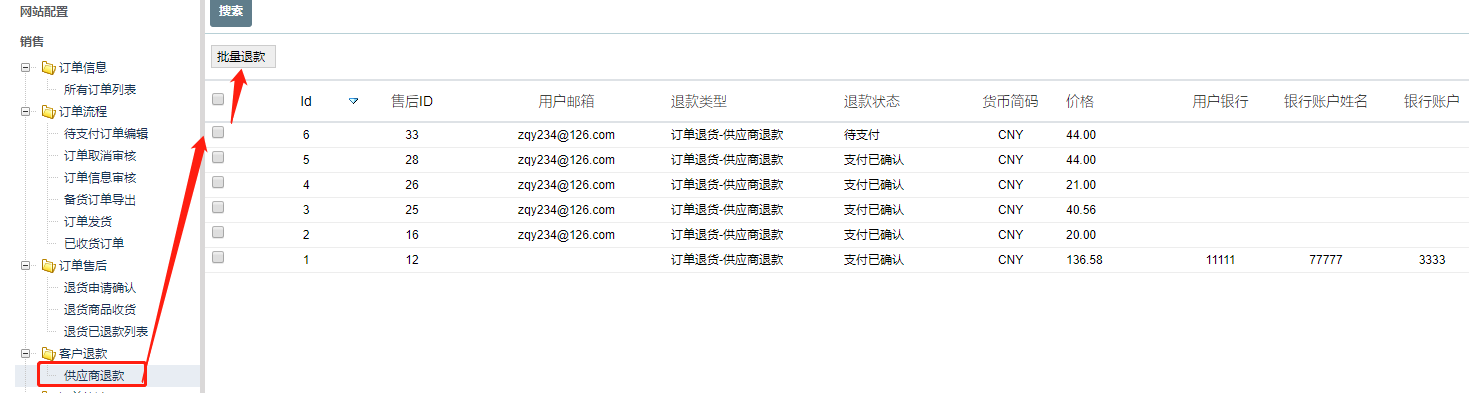 网站配置
销售
订单信息
所有订单列表
订单流程
待支付订单编辑
订单取消审核
订单信息审核
备货订单导出
订单发货
已收货订单
订单售后
退货申请确认
退货商品收货
退货已退款列表
客户退款
供应商退款
搜索
批量退款
Id 售后ID 用户邮箱 退款类型 退款状态 货币简码 价格 用户银行 银行账户姓名 银行账户
6 33 zqy234@126.com 订单退货-供应商退款 待支付 CNY 44.00
5 28 zqy234@126.com 订单退货-供应商退款 支付已确认 CNY 44.00
4 26 zqy234@126.com 订单退货-供应商退款 支付已确认 CNY 21.00
3 25 zqy234@126.com 订单退货-供应商退款 支付已确认 CNY 40.56
2 16 zqy234@126.com 订单退货-供应商退款 支付已确认 CNY 20.00
1 12 订单退货-供应商退款 支付已确认 CNY 136.58 11111 77777 3333